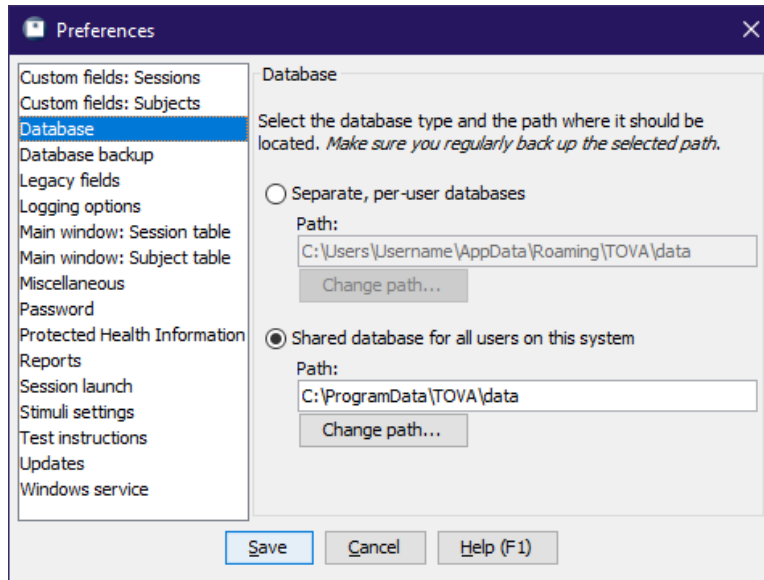 Preferences
Custom fields: Sessions
Custom fields: Subjects
Database
Database backup
Legacy fields
Logging options
Main window: Session table
Main window: Subject table
Miscellaneous
Password
Protected Health Information
Reports
Session launch
Stimuli settings
Test instructions
Updates
Windows service
Database
Select the database type and the path where it should be
located. Make sure you regularly back up the selected path.
Separate, per-user databases
Path:
C:\Users\Username\AppData\Roaming\TOVA\data
Change path...
Shared database for all users on this system
Path:
C:\ProgramData\TOVA\data
Change path...
Save Cancel Help (F1)